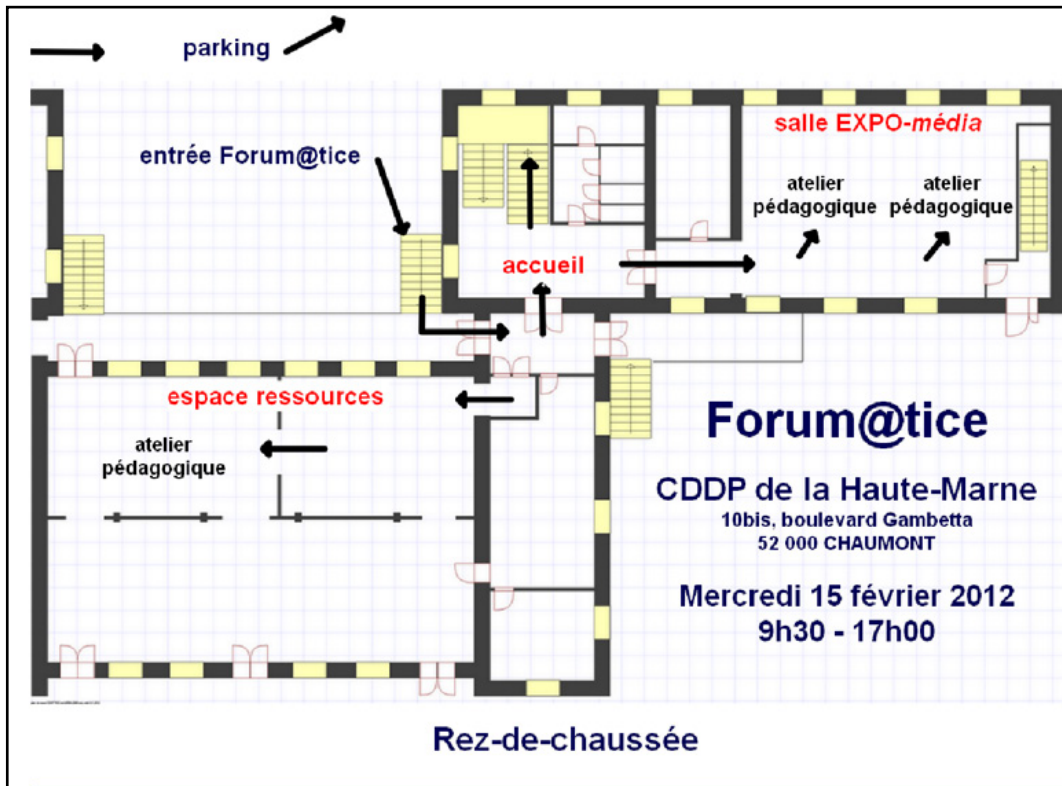 parking
salle EXPO-média
entrée Forum@tice
atelier
pédagogique
atelier
pédagogique
accueil
espace ressources
atelier
pédagogique
Forum@tice
CDDP de la Haute-Marne
10bis, boulevard Gambetta
52 000 CHAUMONT
Mercredi 15 février 2012
9h30 - 17h00
Rez-de-chaussée